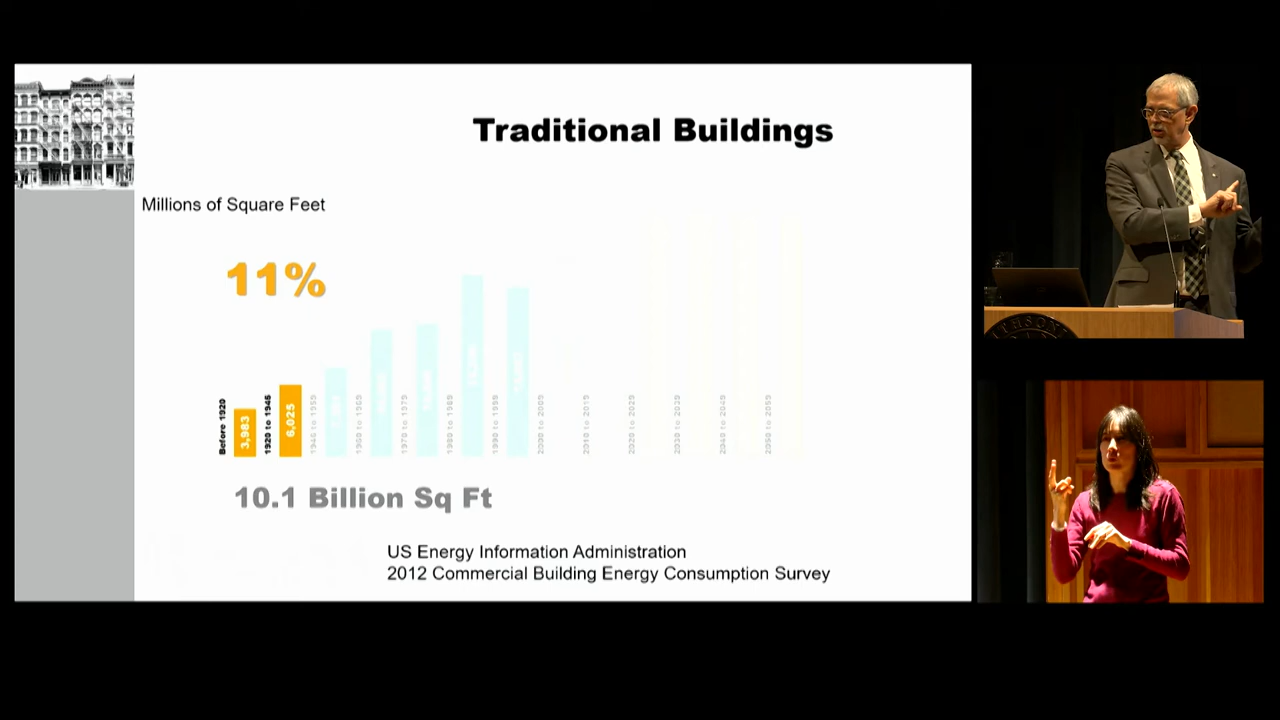 Traditional Buildings
Millions of Square Feet
11%
Before 1920
3,983
1920 to 1945
6,025
1946 to 1959
1960 to 1969
1970 to 1979
1980 to 1989
1990 to 1999
2000 to 2009
2010 to 2019
2020 to 2029
2030 to 2039
2040 to 2049
2050 to 2059
10.1 Billion Sq Ft
US Energy Information Administration
2012 Commercial Building Energy Consumption Survey